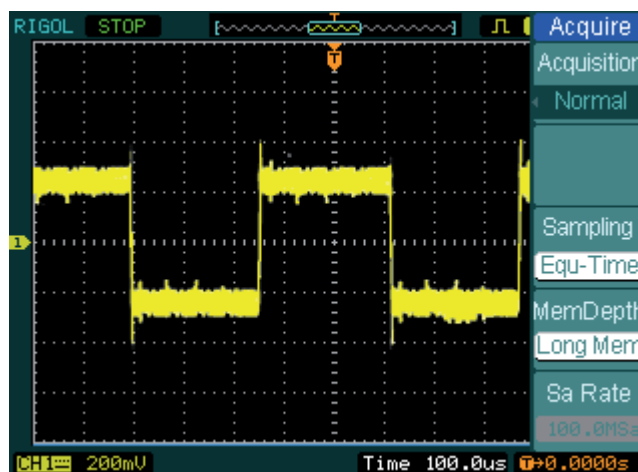 RIGOL STOP
T
Acquire
Acquisition
Normal
T
1
Sampling
Equ-Time
MemDepth
Long Mem
Sa Rate
100.0MSa
CH1 200mV Time 100.0us T→0.0000s